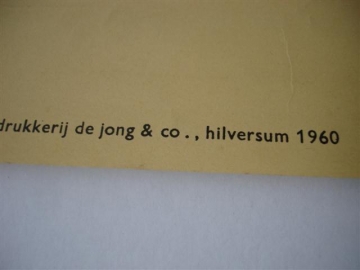 drukkerij de jong & co., hilversum 1960